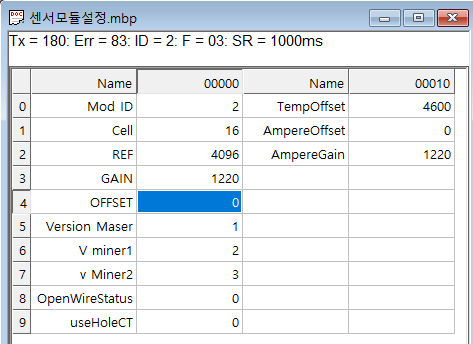 센서모듈설정.mbp
Tx = 180: Err = 83: ID = 2: F = 03: SR = 1000ms
Name 00000 Name 00010
0 Mod ID 2 TempOffset 4600
1 Cell 16 AmpereOffset 0
2 REF 4096 AmpereGain 1220
3 GAIN 1220
4 OFFSET 0
5 Version Maser 1
6 V miner1 2
7 v Miner2 3
8 OpenWireStatus 0
9 useHoleCT 0